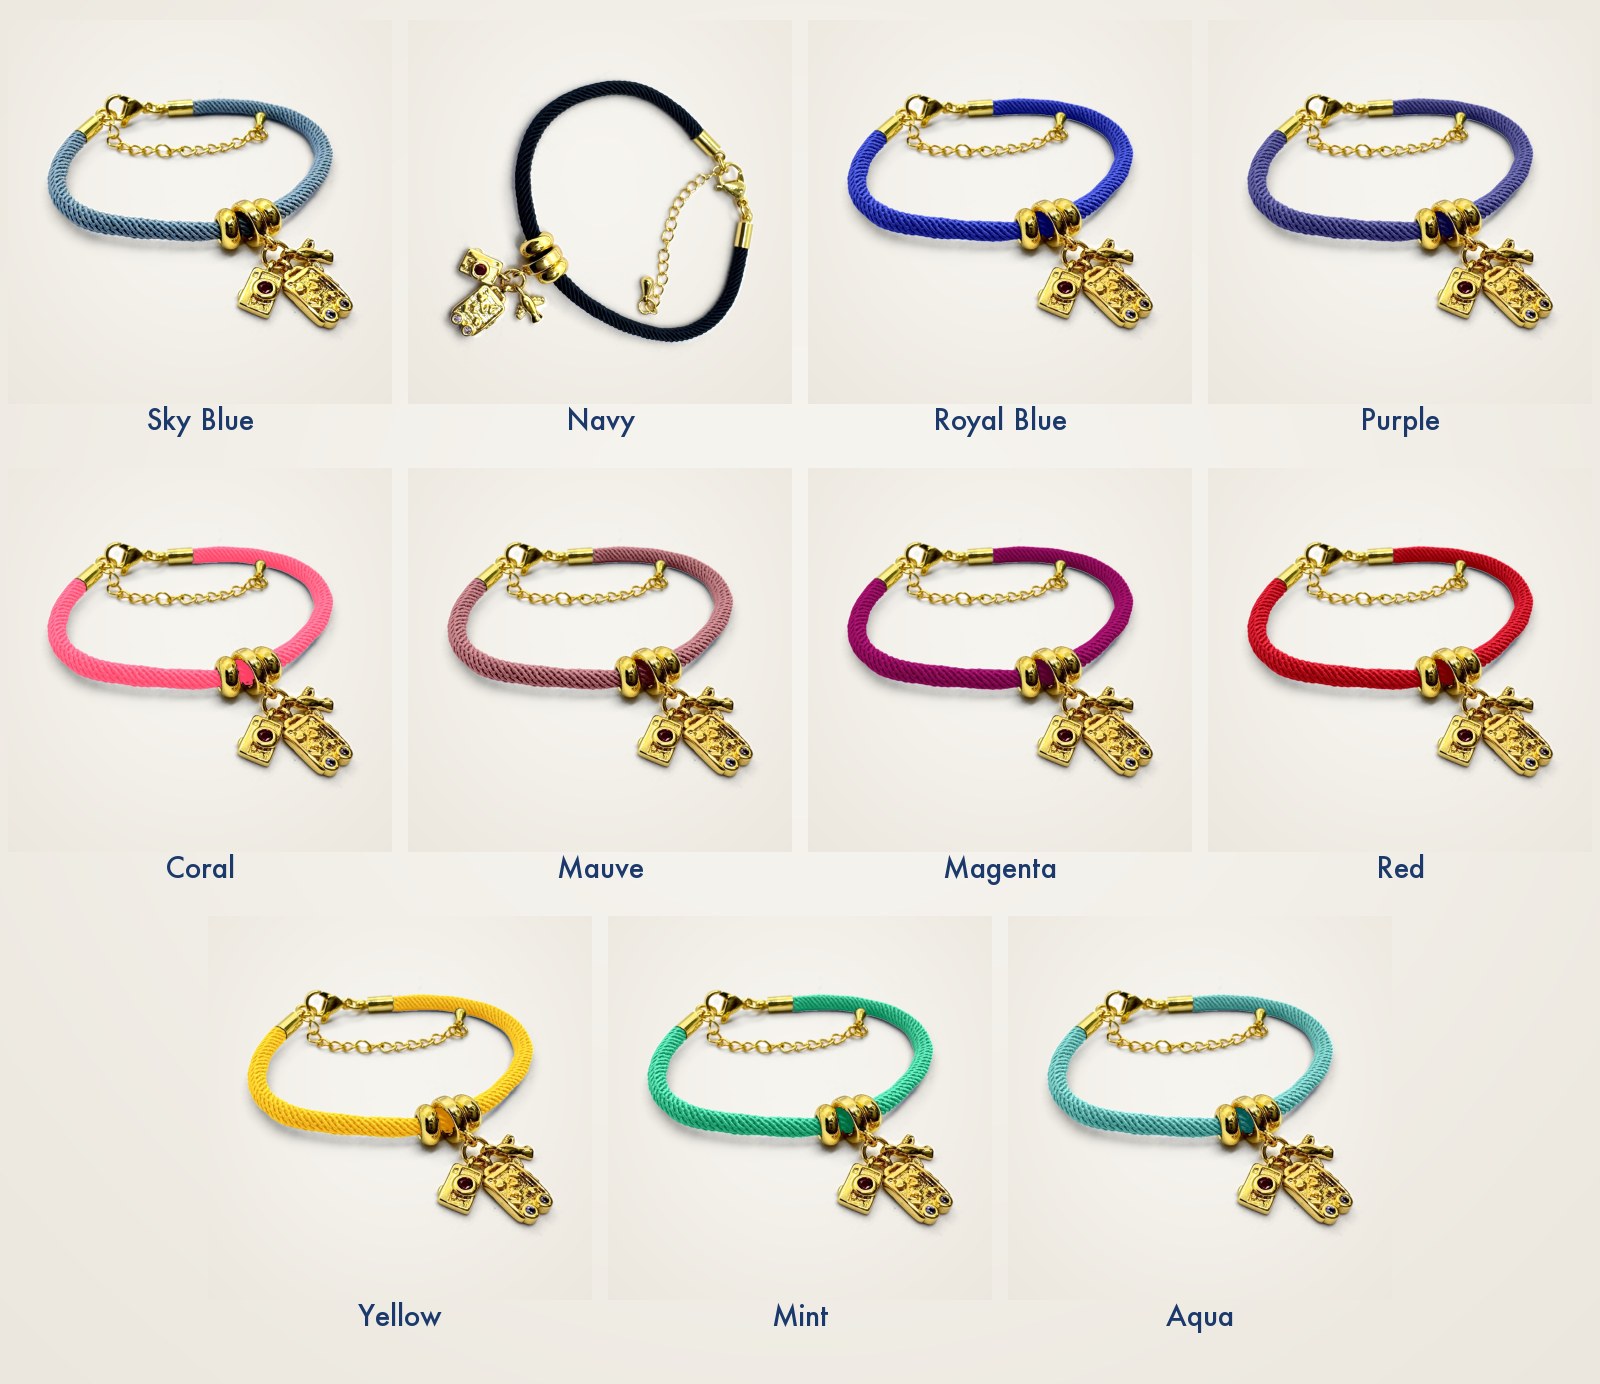 Sky Blue
Navy
Royal Blue
Purple
Coral
Mauve
Magenta
Red
Yellow
Mint
Aqua